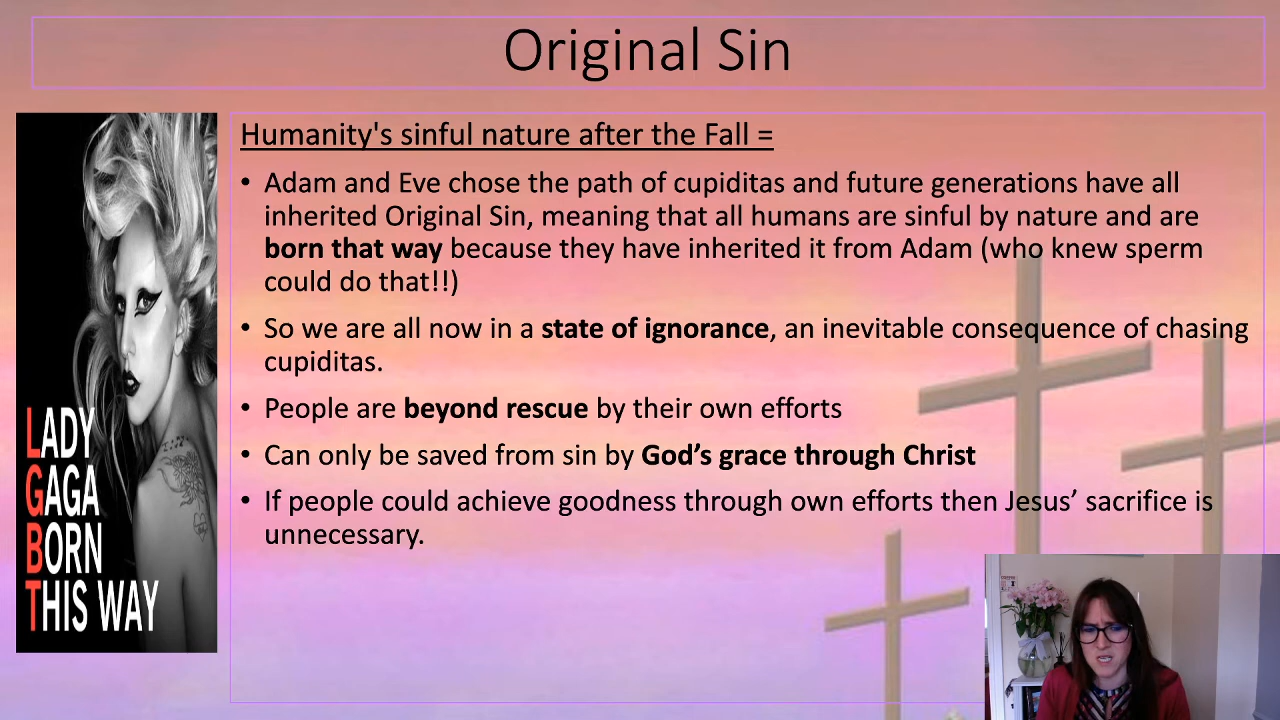 Original Sin
Humanity's sinful nature after the Fall =
• Adam and Eve chose the path of cupiditas and future generations have all
inherited Original Sin, meaning that all humans are sinful by nature and are
born that way because they have inherited it from Adam (who knew sperm
could do that!!)
• So we are all now in a state of ignorance, an inevitable consequence of chasing
cupiditas.
• People are beyond rescue by their own efforts
• Can only be saved from sin by God’s grace through Christ
• If people could achieve goodness through own efforts then Jesus’ sacrifice is
unnecessary.
LADY
GAGA
BORN
THIS WAY